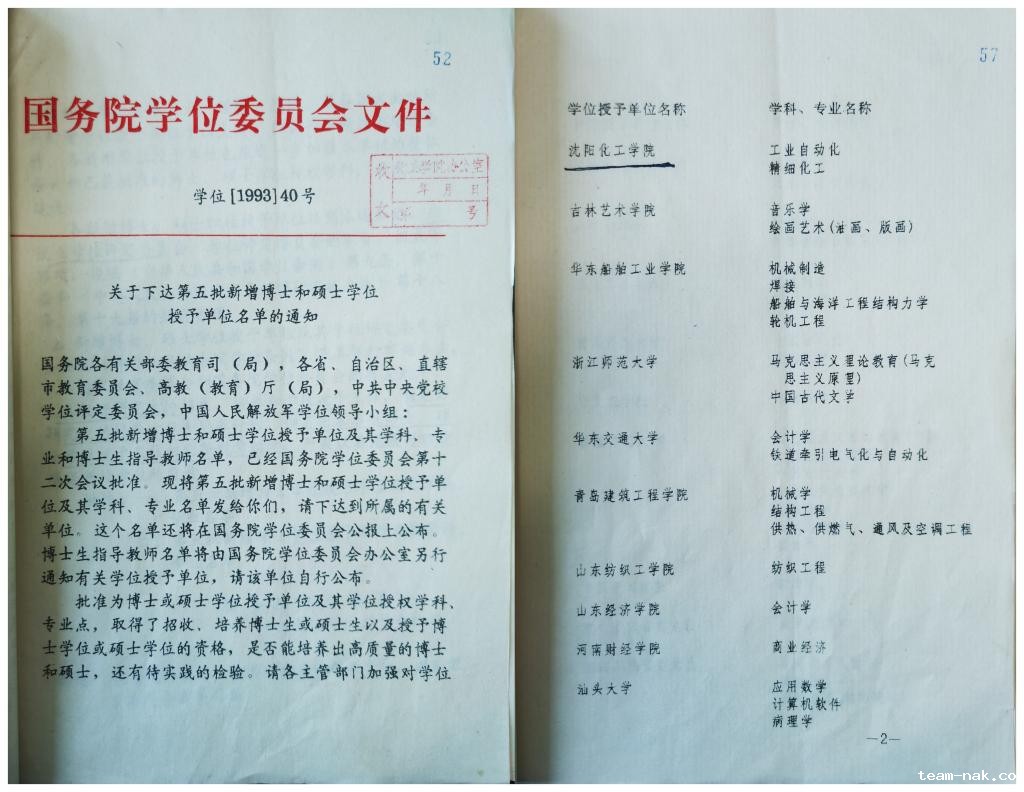 52
国务院学位委员会文件
学院办公室
收
年 月 日
文
号
学位[1993]40号
关于下达第五批新增博士和硕士学位
授予单位名单的通知
国务院各有关部委教育司（局），各省、自治区、直辖
市教育委员会、高教（教育）厅（局），中共中央党校
学位评定委员会，中国人民解放军学位领导小组：
第五批新增博士和硕士学位授予单位及其学科、专
业和博士生指导教师名单，已经国务院学位委员会第十
二次会议批准。现将第五批新增博士和硕士学位授予单
位及其学科、专业名单发给你们，请下达到所属的有关
单位。这个名单还将在国务院学位委员会公报上公布。
博士生指导教师名单将由国务院学位委员会办公室另行
通知有关学位授予单位，请该单位自行公布。
批准为博士或硕士学位授予单位及其学位授权学科、
专业点，取得了招收、培养博士生或硕士生以及授予博
士学位或硕士学位的资格，是否能培养出高质量的博士
和硕士，还有待实践的检验。请各主管部门加强对学位
57
学位授予单位名称 学科、专业名称
沈阳化工学院 工业自动化
精细化工
吉林艺术学院 音乐学
绘画艺术(油画、版画)
华东船舶工业学院 机械制造
焊接
船舶与海洋工程结构力学
轮机工程
浙江师范大学 马克思主义理论教育(马克
思主义原理)
中国古代文学
华东交通大学 会计学
铁道牵引电气化与自动化
青岛建筑工程学院 机械学
结构工程
供热、供燃气、通风及空调工程
山东纺织工学院 纺织工程
山东经济学院 会计学
河南财经学院 商业经济
汕头大学 应用数学
计算机软件
病理学
—2—
team-nak.co